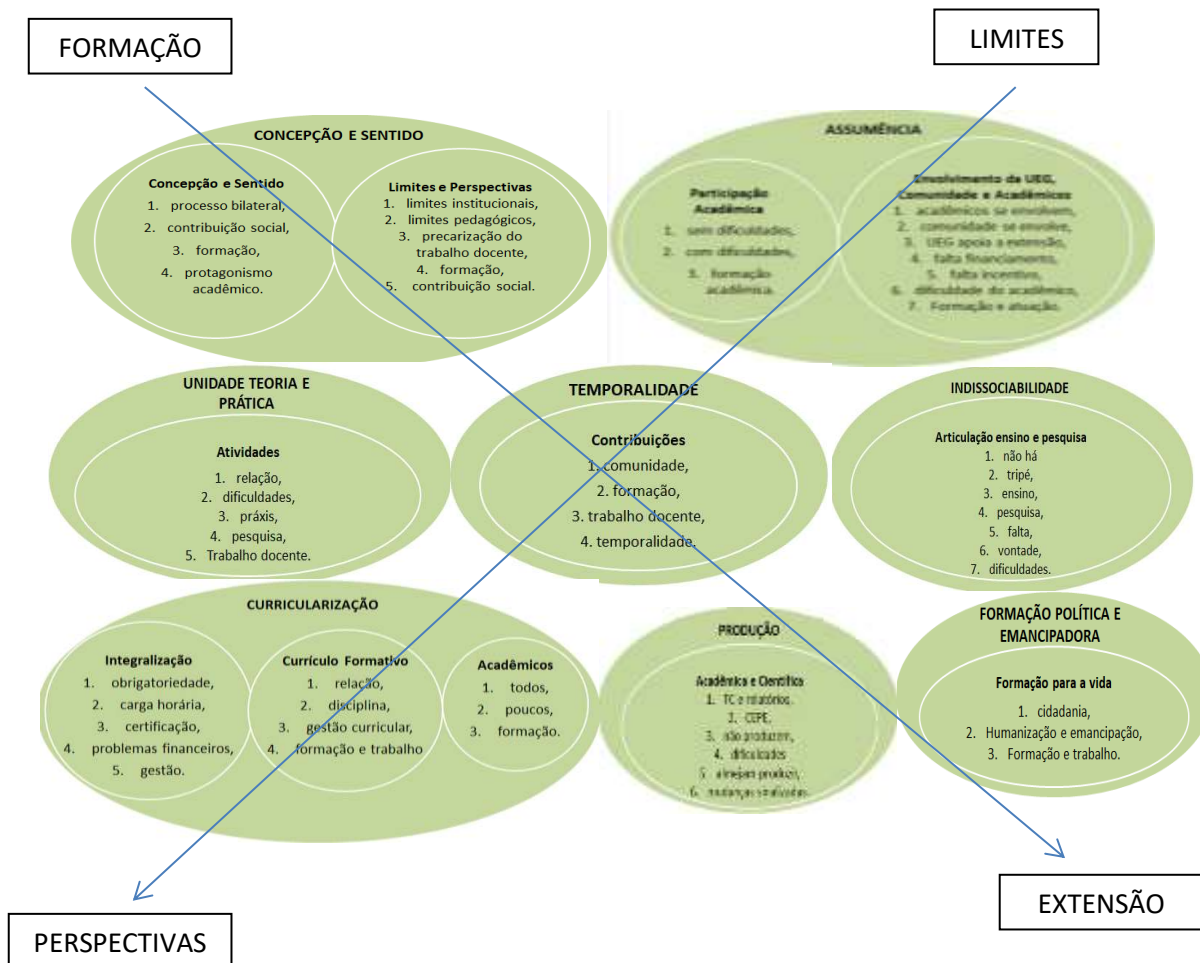 FORMAÇÃO
LIMITES
CONCEPÇÃO E SENTIDO
Concepção e Sentido
1. processo bilateral,
2. contribuição social,
3. formação,
4. protagonismo
acadêmico.
Limites e Perspectivas
1. limites institucionais,
2. limites pedagógicos,
3. precarização do
trabalho docente,
4. formação,
5. contribuição social.
ASSUMÊNCIA
Participação
Acadêmica
1. sem dificuldades,
2. com dificuldades,
3. formação
acadêmica.
Envolvimento da UEG,
Comunidade e Acadêmicos
1. acadêmicos se envolvem,
2. comunidade se envolve,
3. UEG apoia a extensão,
4. falta financiamento,
5. falta incentivo,
6. dificuldade do acadêmico,
7. Formação e atuação.
UNIDADE TEORIA E
PRÁTICA
Atividades
1. relação,
2. dificuldades,
3. práxis,
4. pesquisa,
5. Trabalho docente.
TEMPORALIDADE
Contribuições
1. comunidade,
2. formação,
3. trabalho docente,
4. temporalidade.
INDISSOCIABILIDADE
Articulação ensino e pesquisa
1. não há
2. tripé,
3. ensino,
4. pesquisa,
5. falta,
6. vontade,
7. dificuldades.
CURRICULARIZAÇÃO
Integralização
1. obrigatoriedade,
2. carga horária,
3. certificação,
4. problemas financeiros,
5. gestão.
Currículo Formativo
1. relação,
2. disciplina,
3. gestão curricular,
4. formação e trabalho
Acadêmicos
1. todos,
2. poucos,
3. formação.
PRODUÇÃO
Acadêmica e Científica
1. TC e relatórios,
3. CEPE,
3. não produzem,
4. dificuldades
5. almejam produzir,
6. mudanças sinalizadas.
FORMAÇÃO POLÍTICA E
EMANCIPADORA
Formação para a vida
1. cidadania,
2. Humanização e emancipação,
3. Formação e trabalho.
PERSPECTIVAS
EXTENSÃO